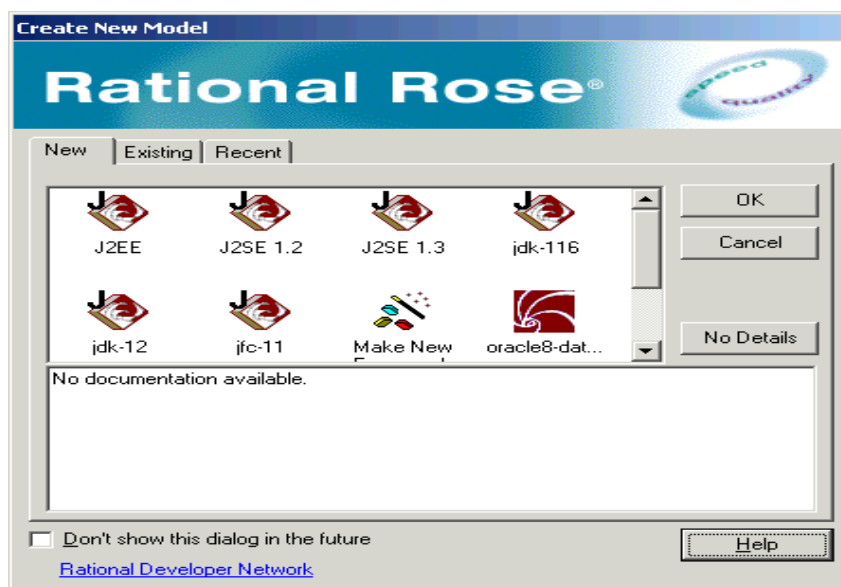 Create New Model
Rational Rose®
speed
quality
New Existing Recent
OK
Cancel
J2EE J2SE 1.2 J2SE 1.3 jdk-116
jdk-12 jfc-11 Make New oracle8-dat...
No Details
No documentation available.
Don't show this dialog in the future
Help
Rational Developer Network